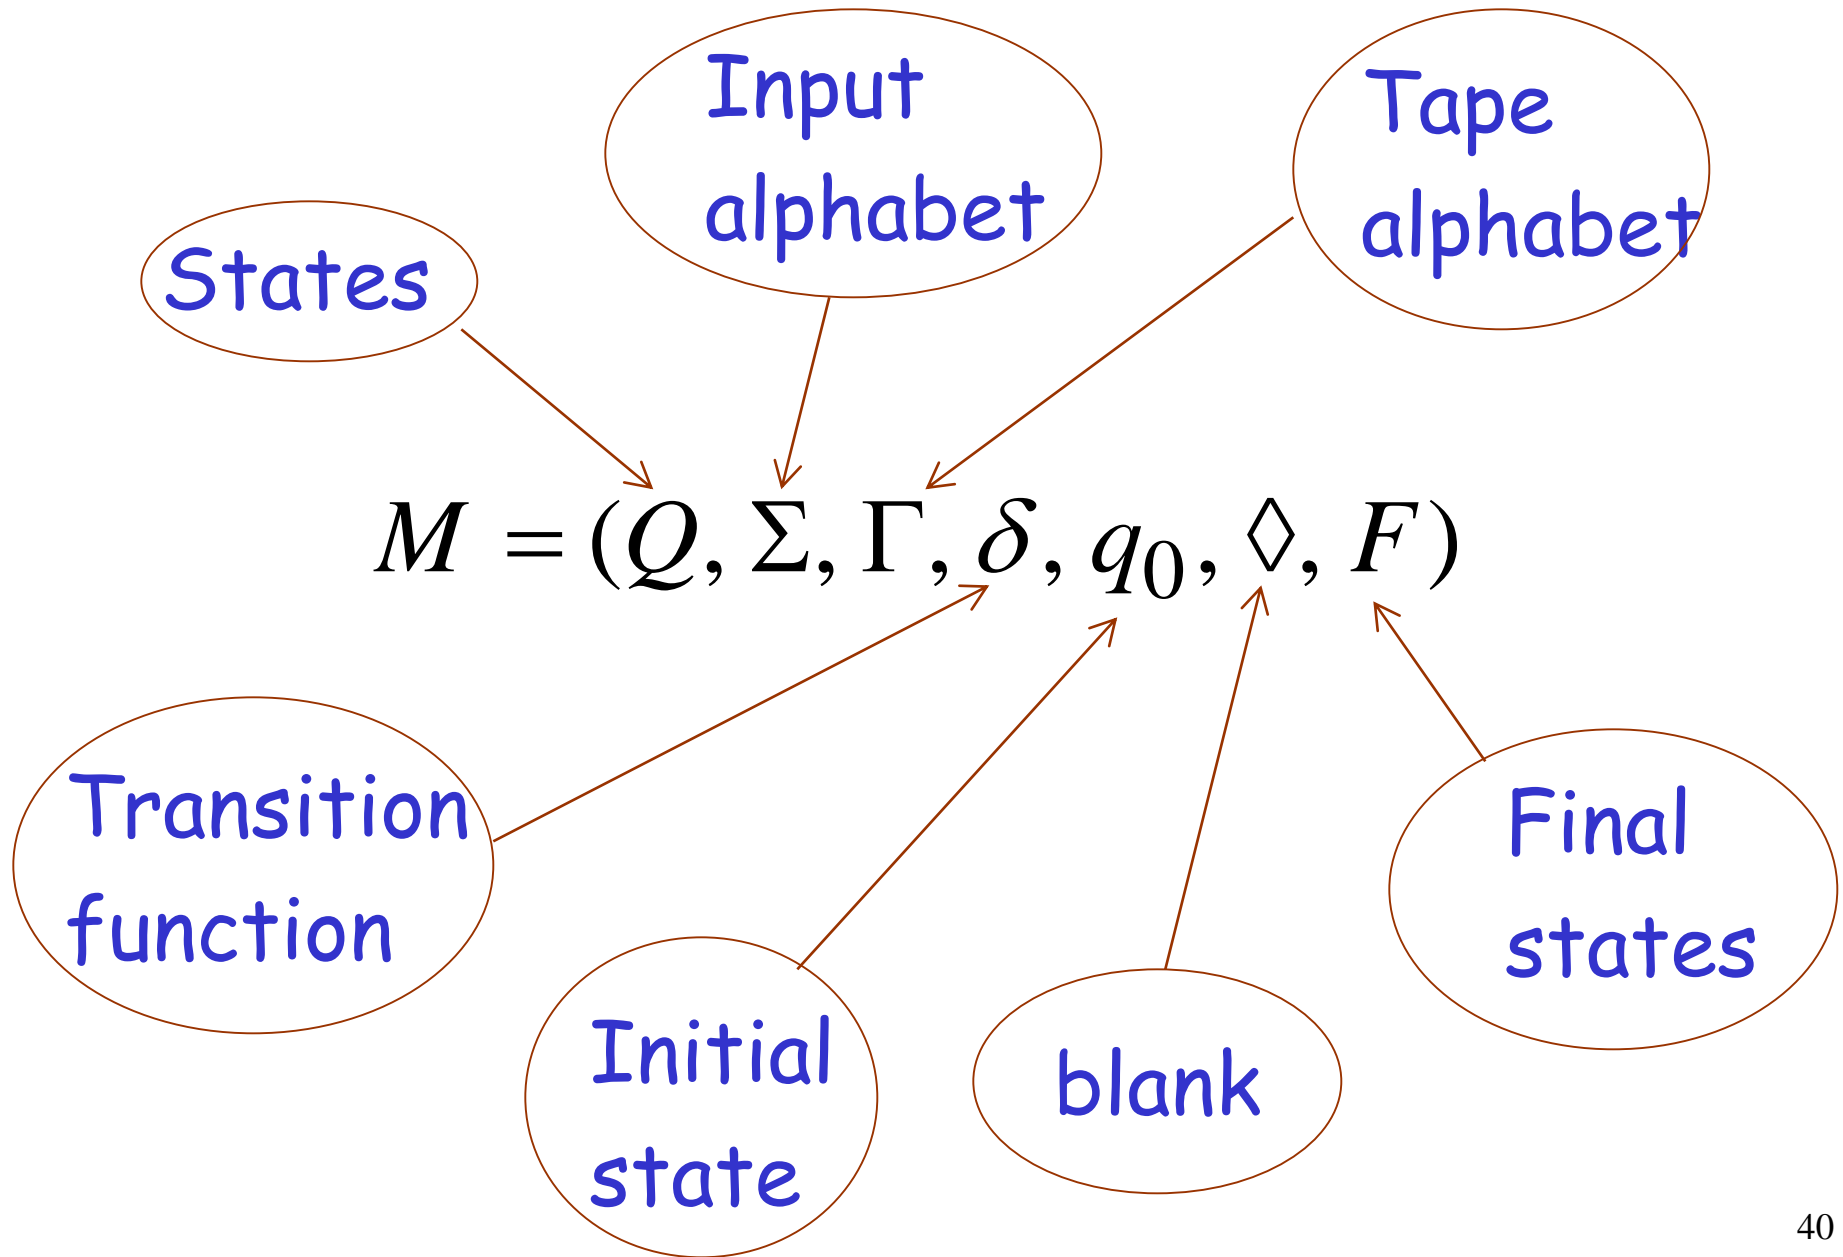 Input
alphabet
Tape
alphabet
States
M = (Q, Σ, Γ, δ, q₀, ◊, F)
Transition
function
Initial
state
blank
Final
states
40